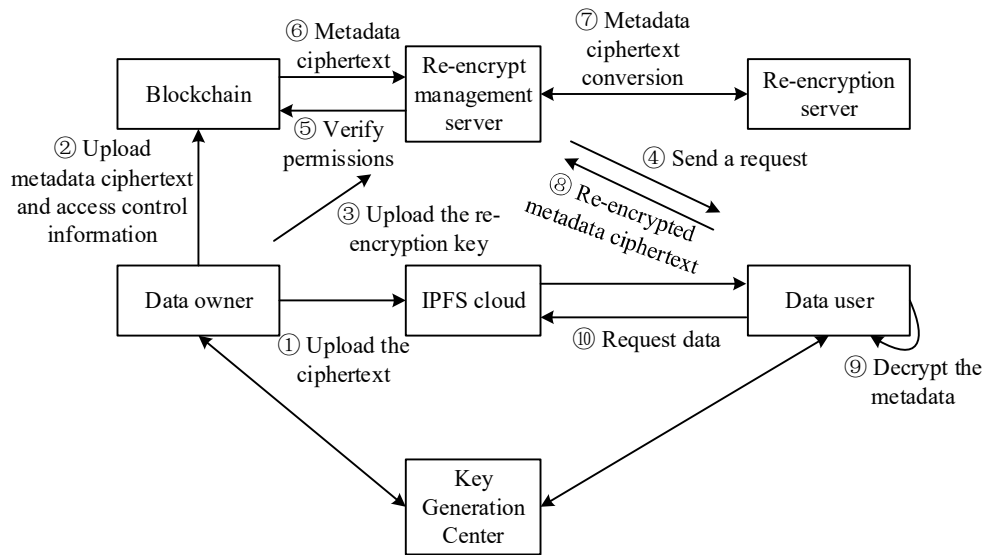 ⑥ Metadata
ciphertext
⑦ Metadata
ciphertext
conversion
Blockchain
Re-encrypt
management
server
Re-encryption
server
② Upload
metadata ciphertext
and access control
information
⑤ Verify
permissions
④ Send a request
⑧ Re-encrypted
metadata ciphertext
③ Upload the re-
encryption key
Data owner
IPFS cloud
Data user
① Upload the
ciphertext
⑩ Request data
⑨ Decrypt the
metadata
Key
Generation
Center